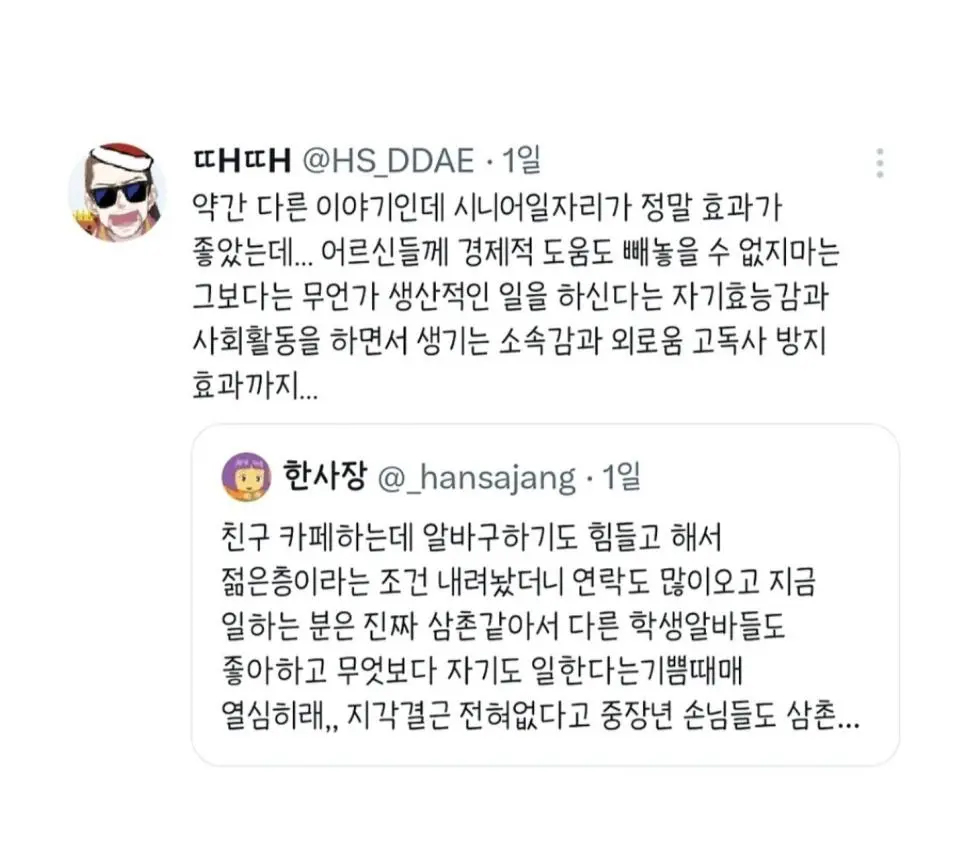 ㄸㅐㄸㅐ @HS_DDAE · 1일
약간 다른 이야기인데 시니어일자리가 정말 효과가
좋았는데... 어르신들께 경제적 도움도 빼놓을 수 없지마는
그보다는 무언가 생산적인 일을 하신다는 자기효능감과
사회활동을 하면서 생기는 소속감과 외로움 고독사 방지
효과까지...
한사장 @_hansajang · 1일
친구 카페하는데 알바구하기도 힘들고 해서
젊은층이라는 조건 내려놨더니 연락도 많이오고 지금
일하는 분은 진짜 삼촌같아서 다른 학생알바들도
좋아하고 무엇보다 자기도 일한다는기쁨때매
열심히래,, 지각결근 전혀없다고 중장년 손님들도 삼촌...